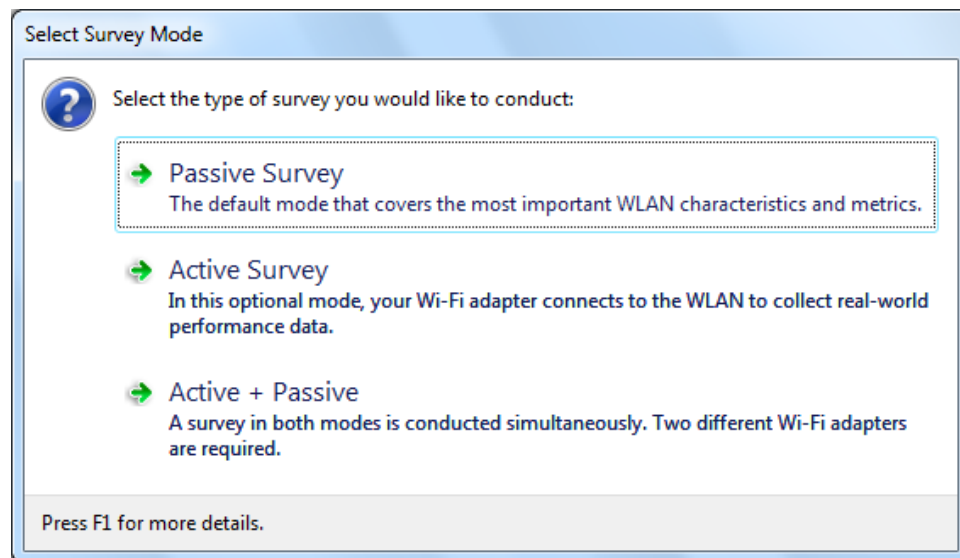 Select Survey Mode
Select the type of survey you would like to conduct:
Passive Survey
The default mode that covers the most important WLAN characteristics and metrics.
Active Survey
In this optional mode, your Wi-Fi adapter connects to the WLAN to collect real-world
performance data.
Active + Passive
A survey in both modes is conducted simultaneously. Two different Wi-Fi adapters
are required.
Press F1 for more details.